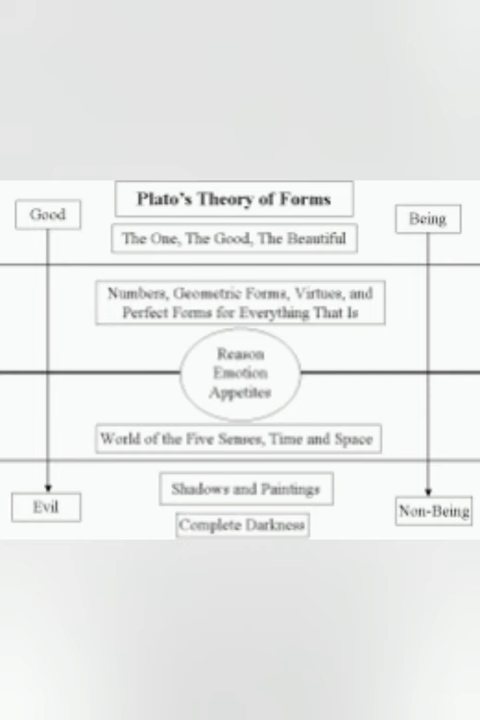 Plato's Theory of Forms
Good
Being
The One, The Good, The Beautiful
Numbers, Geometric Forms, Virtues, and
Perfect Forms for Everything That Is
Reason
Emotion
Appetites
World of the Five Senses, Time and Space
Shadows and Paintings
Evil
Non-Being
Complete Darkness